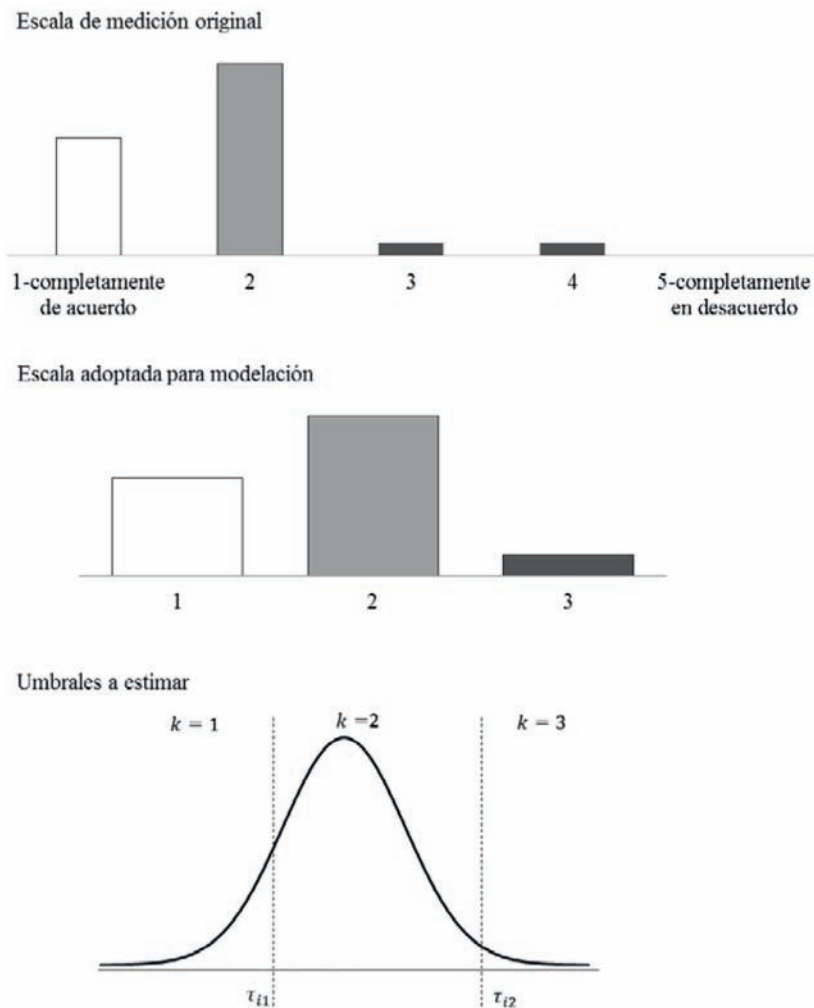 Escala de medición original
1-completamente de acuerdo
2
3
4
5-completamente en desacuerdo
Escala adoptada para modelación
1
2
3
Umbrales a estimar
k = 1
k =2
k = 3
τi1
τi2